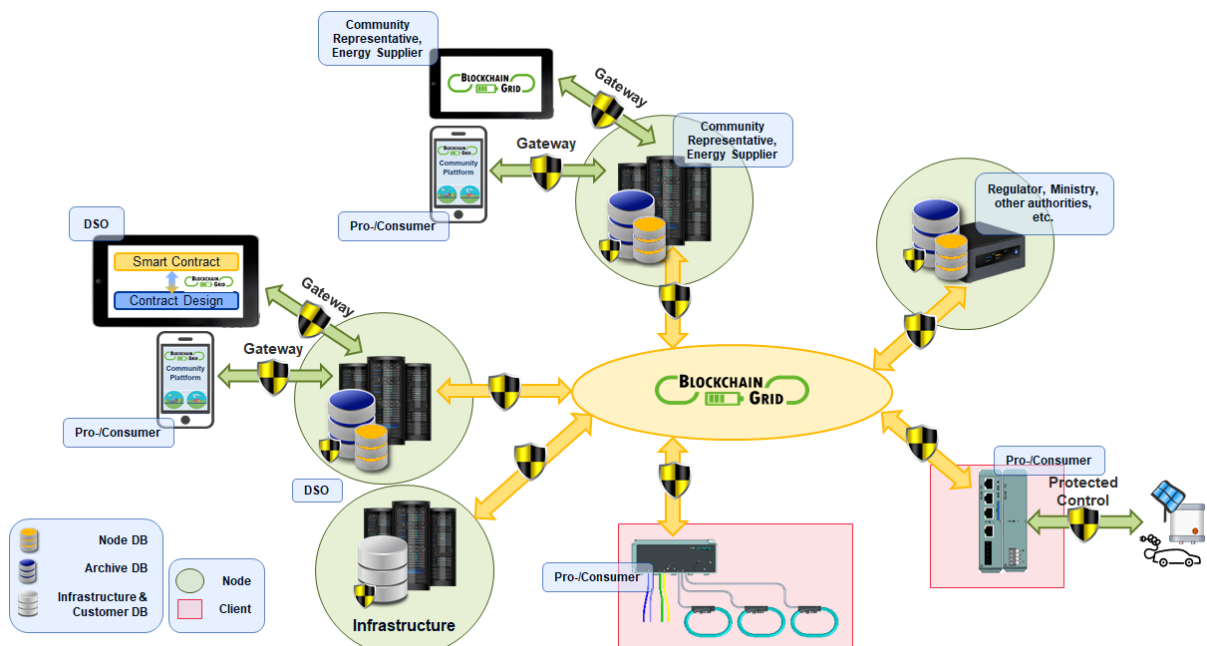 Community
Representative,
Energy Supplier
BLOCKCHAIN
GRID
Gateway
Gateway
BLOCKCHAIN
GRID
Community
Plattform
Pro-/Consumer
Community
Representative,
Energy Supplier
Regulator, Ministry,
other authorities,
etc.
DSO
Smart Contract
BLOCKCHAIN
GRID
Contract Design
Gateway
Gateway
BLOCKCHAIN
GRID
Community
Plattform
Pro-/Consumer
BLOCKCHAIN
GRID
DSO
Infrastructure
Pro-/Consumer
Pro-/Consumer
Protected
Control
Node DB
Archive DB
Infrastructure &
Customer DB
Node
Client